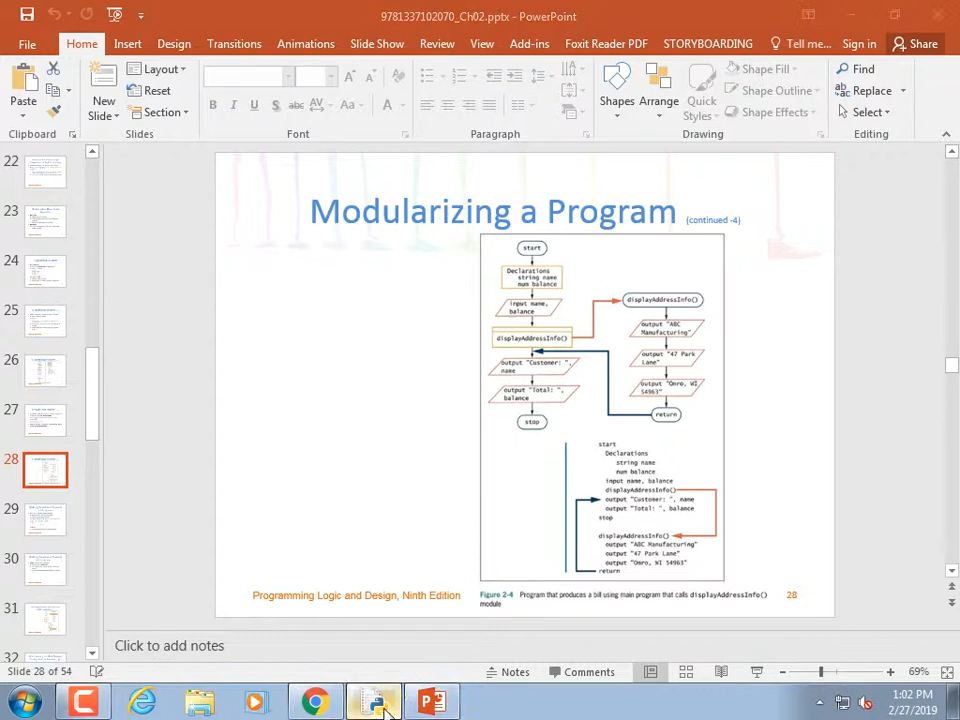 9781337102070_Ch02.pptx - PowerPoint
File Home Insert Design Transitions Animations Slide Show Review View Add-ins Foxit Reader PDF STORYBOARDING Tell me... Sign in Share
Paste
New
Slide
Layout
Reset
Section
B I U S abc AV Aa A
Shapes Arrange Quick
Styles
Shape Fill
Shape Outline
Shape Effects
Find
Replace
Select
Clipboard Slides Font Paragraph Drawing Editing
22
23
24
25
26
27
28
29
30
31
32
Modularizing a Program (continued -4)
start
Declarations
string name
num balance
input name,
balance
displayAddressInfo()
output "Customer: ",
name
output "Total: ",
balance
stop
displayAddressInfo()
output "ABC
Manufacturing"
output "47 Park
Lane"
output "Omro, WI
54963"
return
start
Declarations
string name
num balance
input name, balance
displayAddressInfo()
output "Customer: ", name
output "Total: ", balance
stop
displayAddressInfo()
output "ABC Manufacturing"
output "47 Park Lane"
output "Omro, WI 54963"
return
Programming Logic and Design, Ninth Edition
Figure 2-4 Program that produces a bill using main program that calls displayAddressInfo()
module
28
Click to add notes
Slide 28 of 54 Notes Comments 69%
1:02 PM
2/27/2019